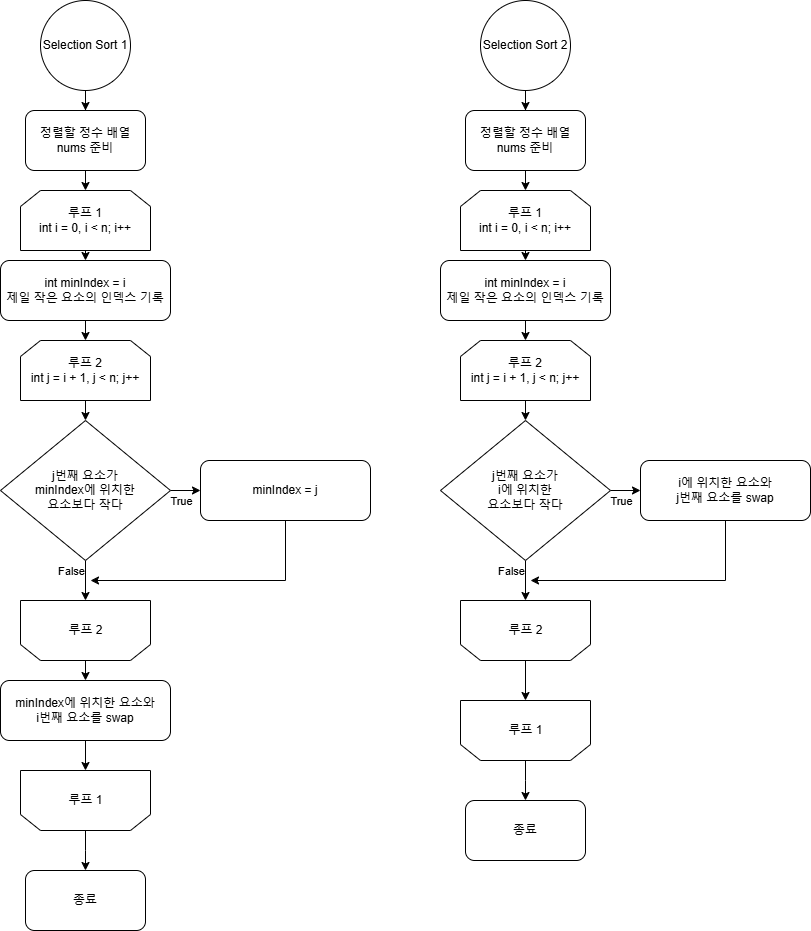 Selection Sort 1
정렬할 정수 배열
nums 준비
루프 1
int i = 0, i < n; i++
int minIndex = i
제일 작은 요소의 인덱스 기록
루프 2
int j = i + 1, j < n; j++
j번째 요소가
minIndex에 위치한
요소보다 작다
True
minIndex = j
False
루프 2
minIndex에 위치한 요소와
i번째 요소를 swap
루프 1
종료
Selection Sort 2
정렬할 정수 배열
nums 준비
루프 1
int i = 0, i < n; i++
int minIndex = i
제일 작은 요소의 인덱스 기록
루프 2
int j = i + 1, j < n; j++
j번째 요소가
i에 위치한
요소보다 작다
True
i에 위치한 요소와
j번째 요소를 swap
False
루프 2
루프 1
종료